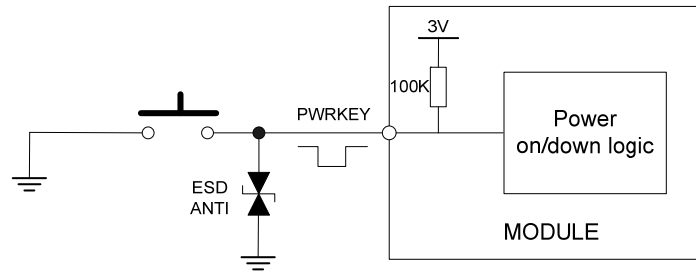 3V
100K
PWRKEY
Power
on/down logic
ESD
ANTI
MODULE